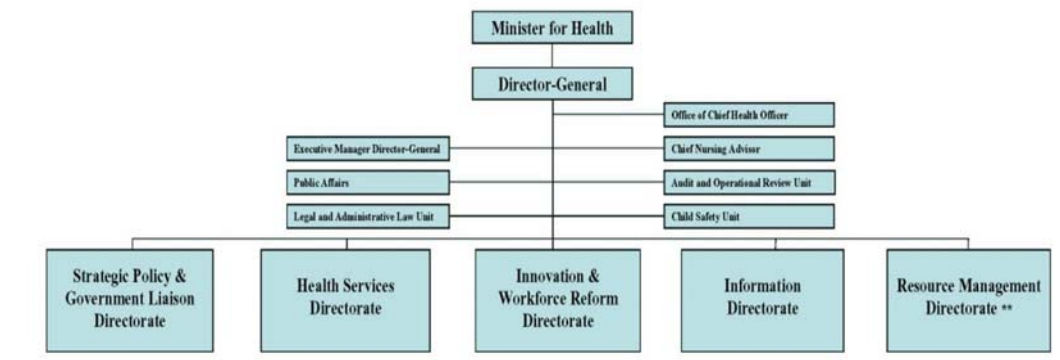 Minister for Health
Director-General
Office of Chief Health Officer
Executive Manager Director-General
Chief Nursing Advisor
Public Affairs
Audit and Operational Review Unit
Legal and Administrative Law Unit
Child Safety Unit
Strategic Policy &
Government Liaison
Directorate
Health Services
Directorate
Innovation &
Workforce Reform
Directorate
Information
Directorate
Resource Management
Directorate **